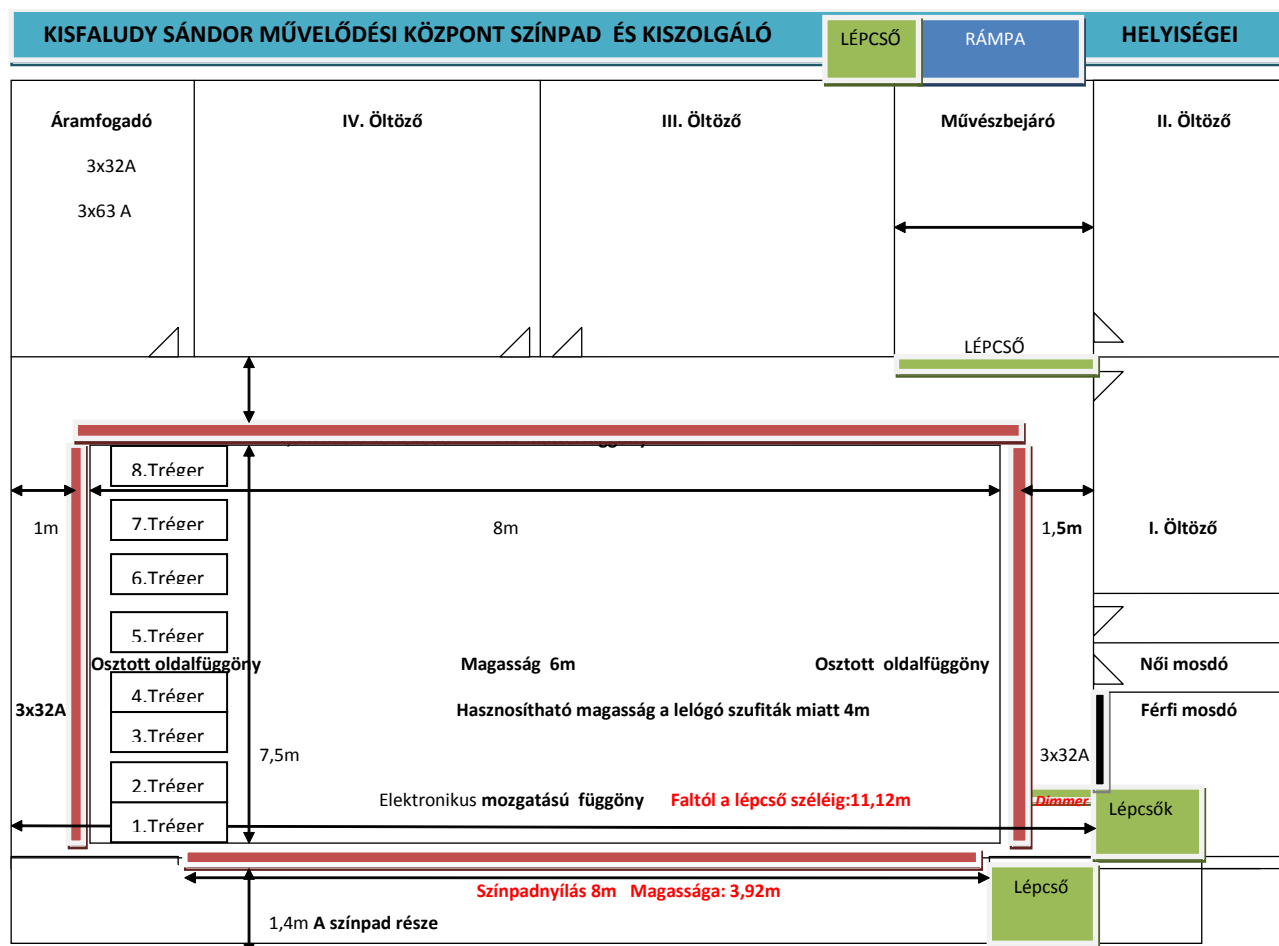 KISFALUDY SÁNDOR MŰVELŐDÉSI KÖZPONT SZÍNPAD ÉS KISZOLGÁLÓ
LÉPCSŐ
RÁMPA
HELYISÉGEI
Áramfogadó
IV. Öltöző
III. Öltöző
Művészbejáró
II. Öltöző
3x32A
3x63 A
LÉPCSŐ
8.Tréger
7.Tréger
1m
8m
1,5m
I. Öltöző
6.Tréger
5.Tréger
Osztott oldalfüggöny
Magasság 6m
Osztott oldalfüggöny
Női mosdó
4.Tréger
3x32A
Hasznosítható magasság a lelógó szufiták miatt 4m
Férfi mosdó
3.Tréger
7,5m
3x32A
2.Tréger
Elektronikus mozgatású függöny
Faltól a lépcső széléig:11,12m
Dimmer
Lépcsők
1.Tréger
Színpadnyílás 8m Magassága: 3,92m
Lépcső
1,4m A színpad része